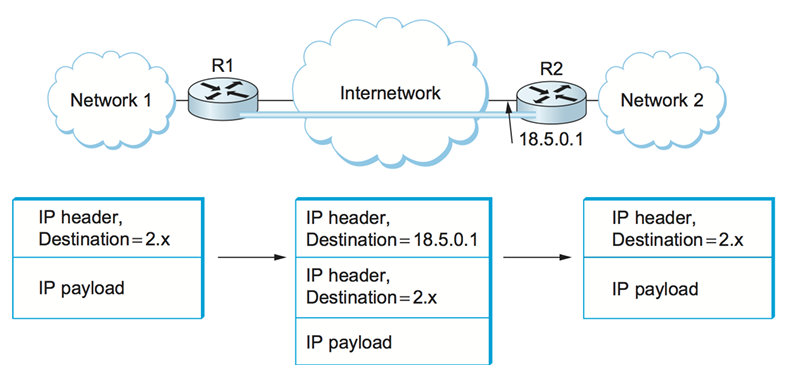 R1
R2
Network 1
Internetwork
Network 2
18.5.0.1
IP header,
Destination=2.x
IP payload
IP header,
Destination=18.5.0.1
IP header,
Destination=2.x
IP payload
IP header,
Destination=2.x
IP payload